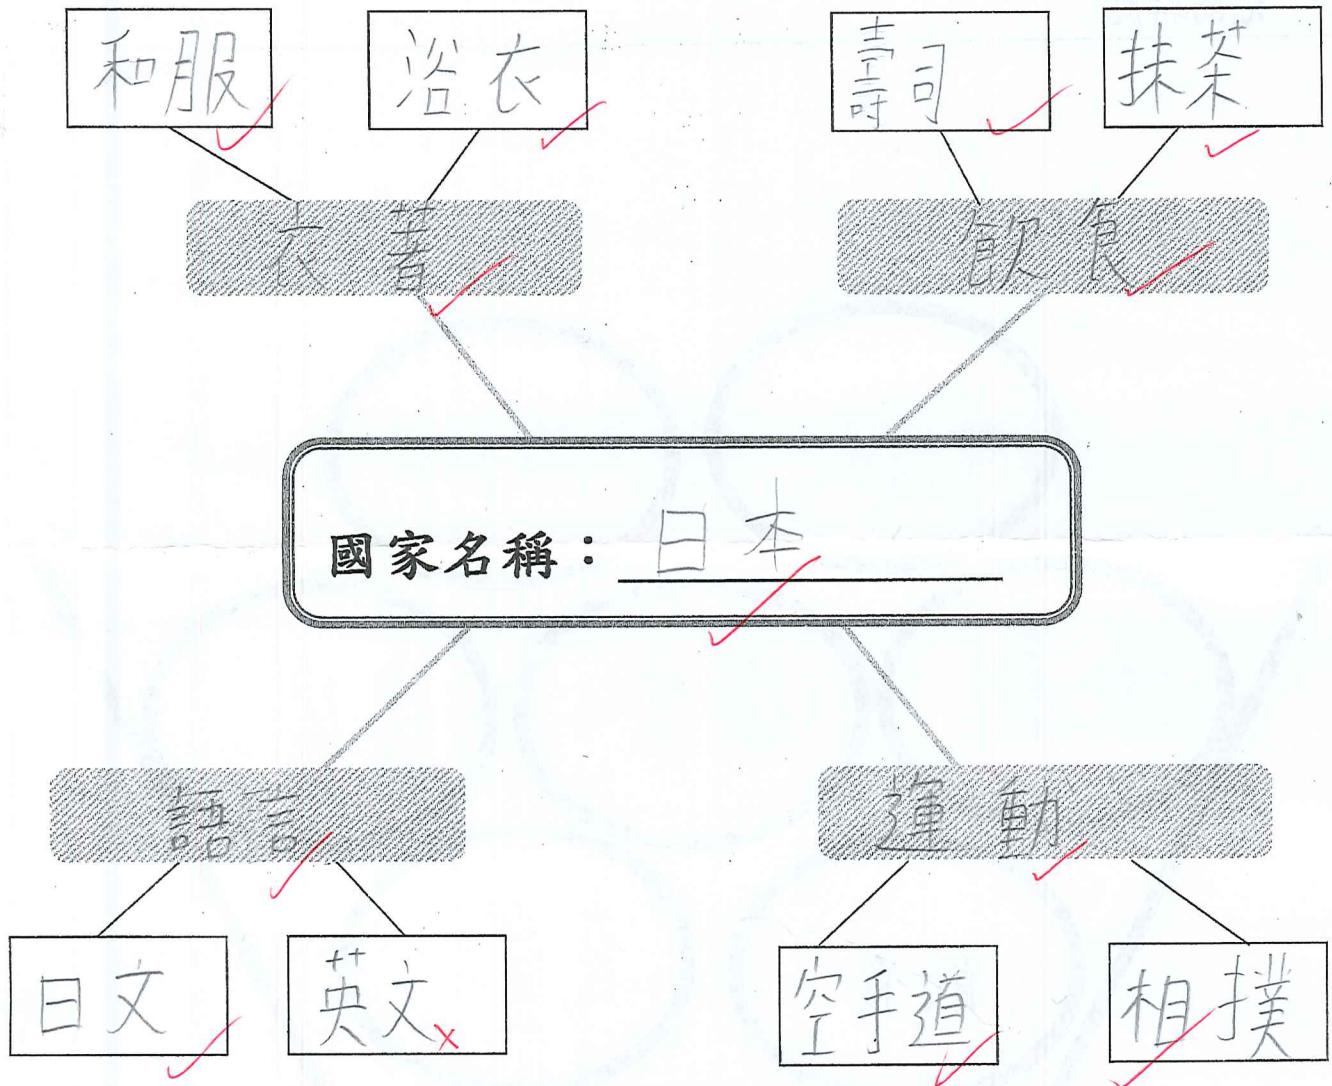 和服 浴衣 壽司 抹茶
衣著 飲食
國家名稱：日本
語言 運動
日文 英文 空手道 相撲